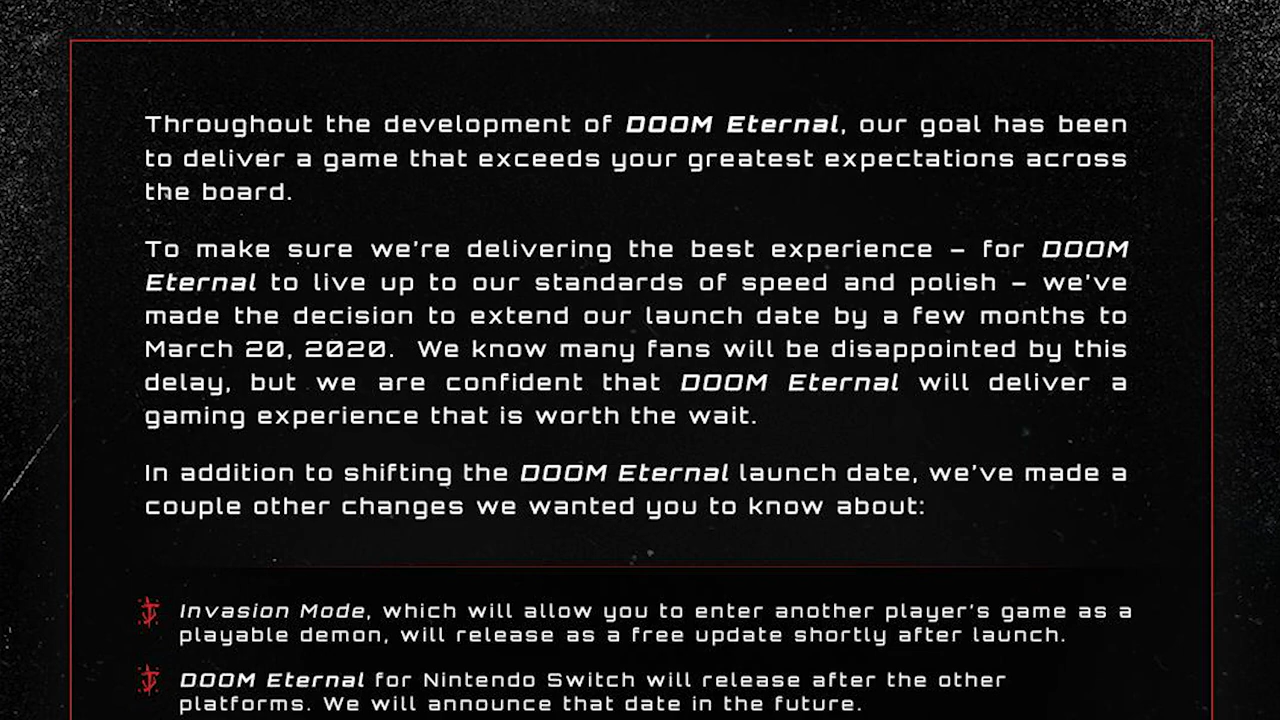 Throughout the development of DOOM Eternal, our goal has been
to deliver a game that exceeds your greatest expectations across
the board.
To make sure we're delivering the best experience – for DOOM
Eternal to live up to our standards of speed and polish – we've
made the decision to extend our launch date by a few months to
March 20, 2020.  We know many fans will be disappointed by this
delay, but we are confident that DOOM Eternal will deliver a
gaming experience that is worth the wait.
In addition to shifting the DOOM Eternal launch date, we've made a
couple other changes we wanted you to know about:
Invasion Mode, which will allow you to enter another player's game as a
playable demon, will release as a free update shortly after launch.
DOOM Eternal for Nintendo Switch will release after the other
platforms. We will announce that date in the future.